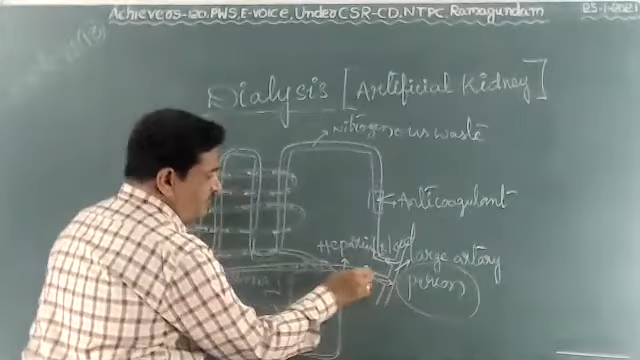 Achievers-120, PWS, E-VOICE, Under CSR-CD, NTPC, Ramagundam
25-1-2021
Dialysis [Artificial Kidney]
Nitrogenous waste
Anticoagulant
Heparin
Large artary
person